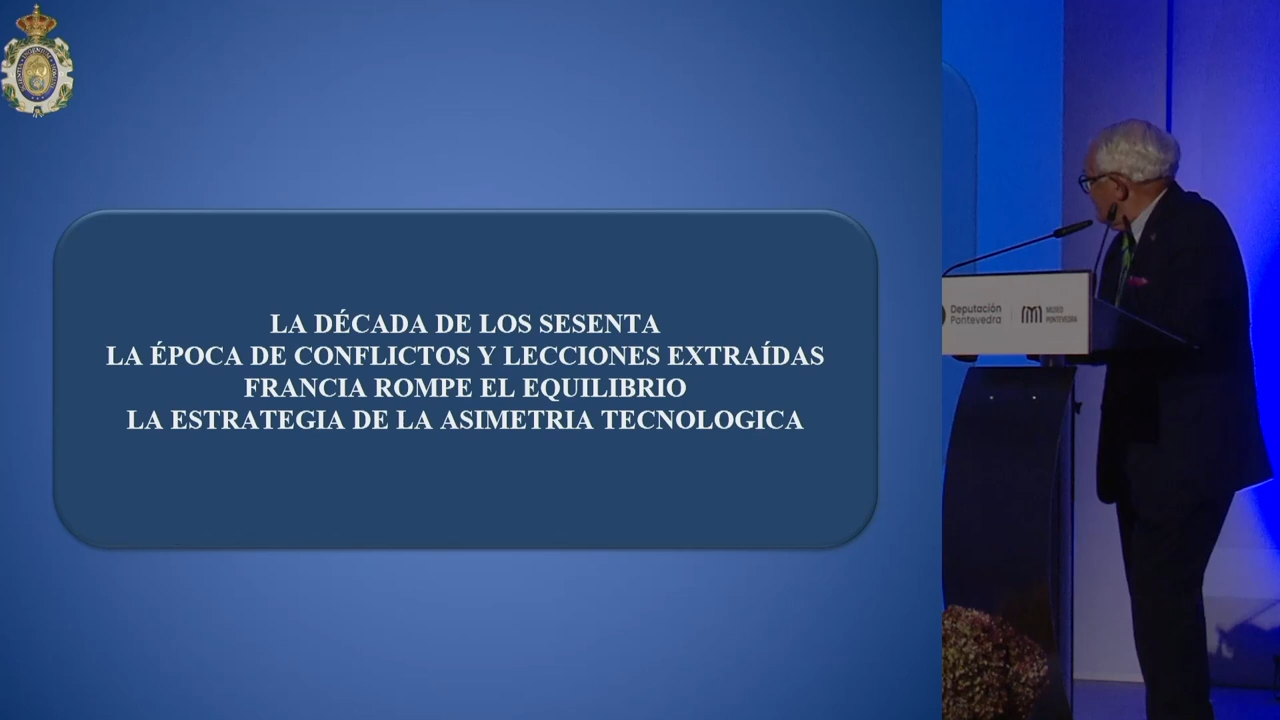 LA DÉCADA DE LOS SESENTA
LA ÉPOCA DE CONFLICTOS Y LECCIONES EXTRAÍDAS
FRANCIA ROMPE EL EQUILIBRIO
LA ESTRATEGIA DE LA ASIMETRIA TECNOLOGICA
Deputación
Pontevedra
MUSEO
PONTEVEDRA